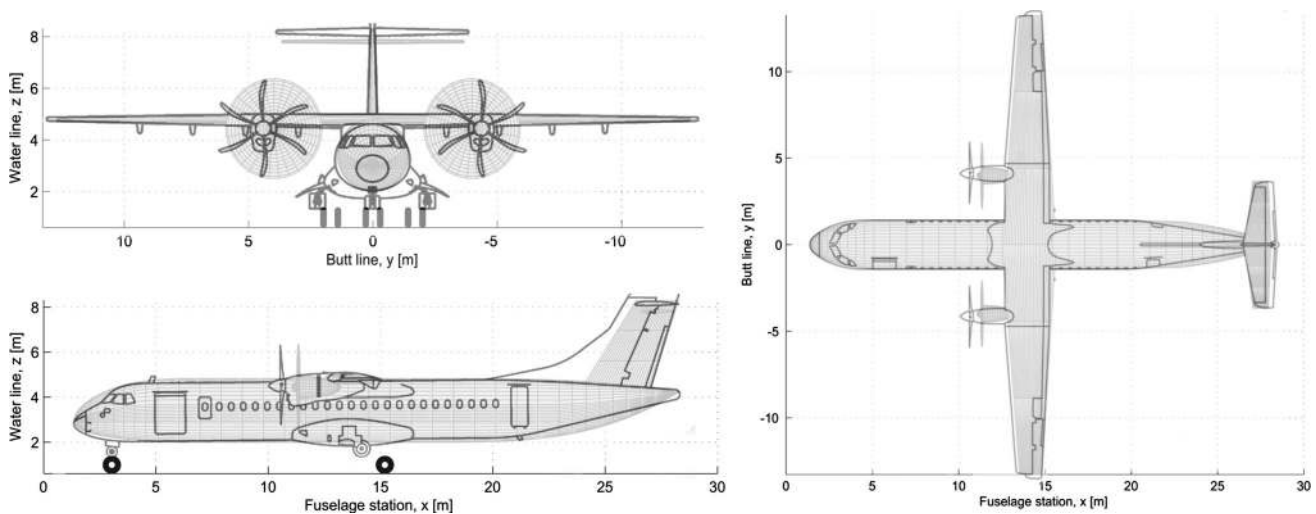 8
6
4
2
Water line, z [m]
10 5 0 -5 -10
Butt line, y [m]
8
6
4
2
Water line, z [m]
0 5 10 15 20 25 30
Fuselage station, x [m]
10
5
0
-5
-10
Butt line, y [m]
0 5 10 15 20 25 30
Fuselage station, x [m]